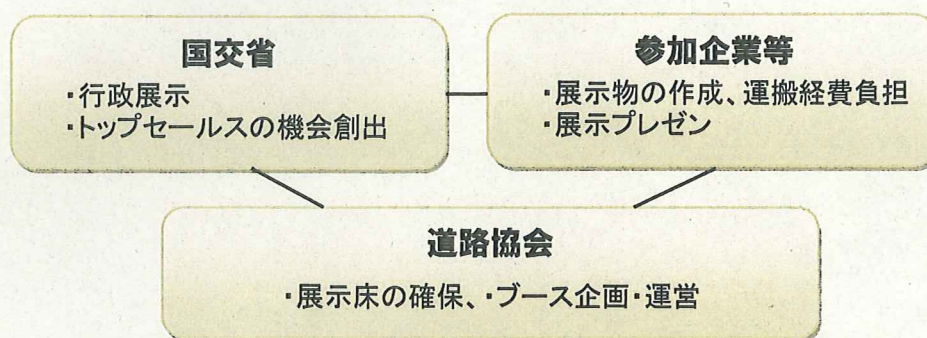 国交省
・行政展示
・トップセールスの機会創出
参加企業等
・展示物の作成、運搬経費負担
・展示プレゼン
道路協会
・展示床の確保、・ブース企画・運営